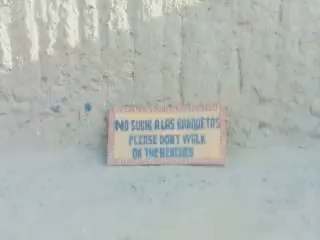 NO SUBIR A LAS BANQUETAS
PLEASE DON'T WALK
ON THE BENCHES